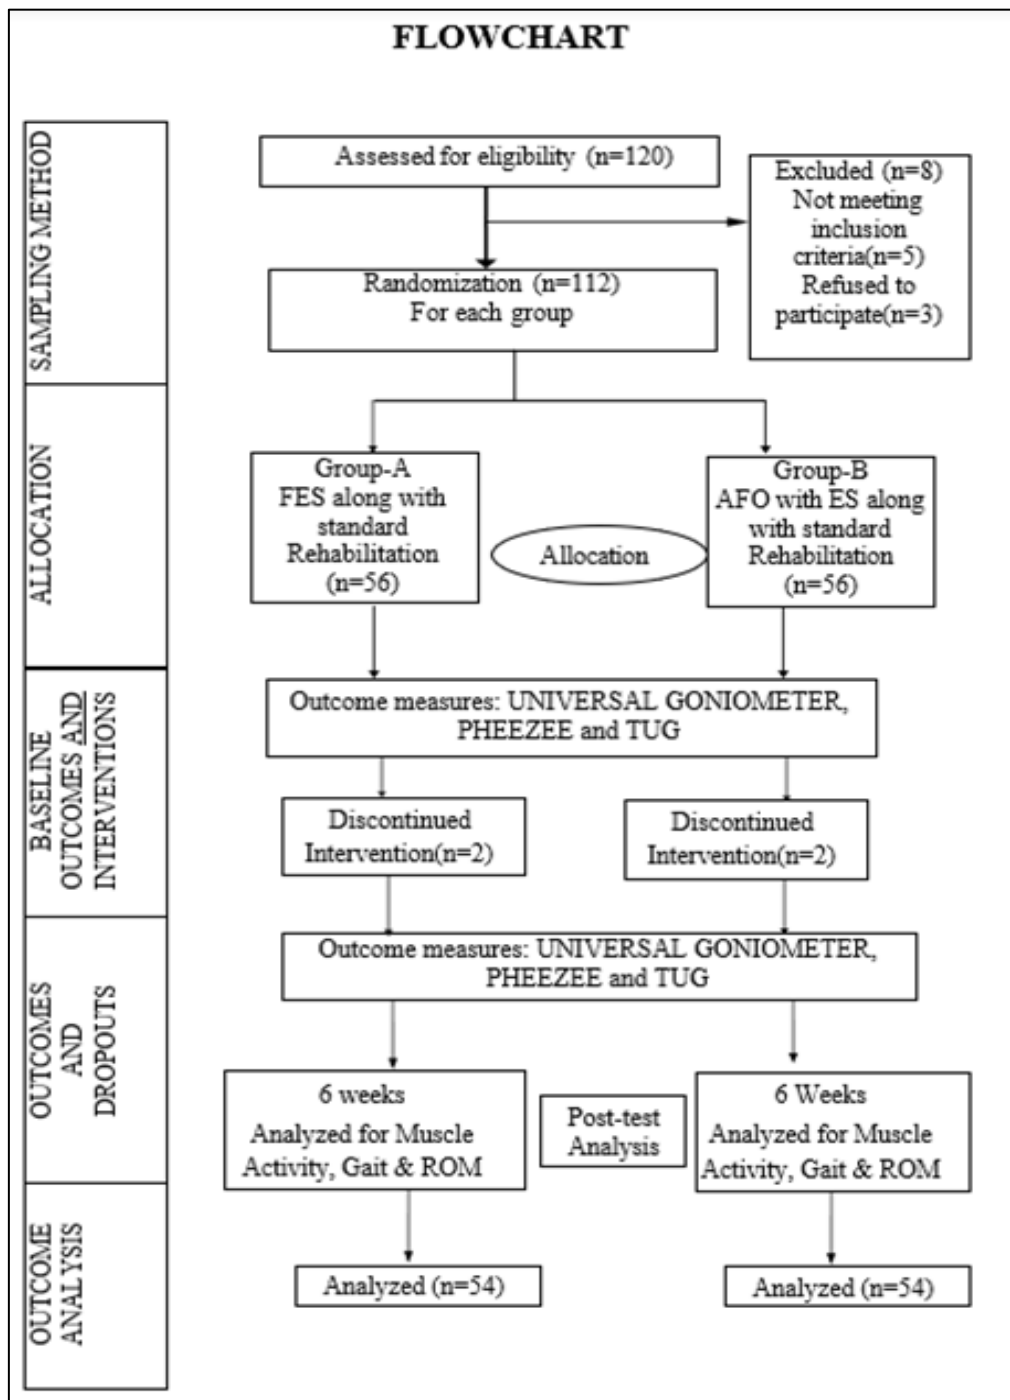 FLOWCHART
SAMPLING METHOD
Assessed for eligibility (n=120)
Excluded (n=8)
Not meeting
inclusion
criteria(n=5)
Refused to
participate(n=3)
Randomization (n=112)
For each group
ALLOCATION
Group-A
FES along with
standard
Rehabilitation
(n=56)
Allocation
Group-B
AFO with ES along
with standard
Rehabilitation
(n=56)
BASELINE
OUTCOMES AND
INTERVENTIONS
Outcome measures: UNIVERSAL GONIOMETER,
PHEEZEE and TUG
Discontinued
Intervention(n=2)
Discontinued
Intervention(n=2)
OUTCOMES
AND
DROPOUTS
Outcome measures: UNIVERSAL GONIOMETER,
PHEEZEE and TUG
6 weeks
Analyzed for Muscle
Activity, Gait & ROM
Post-test
Analysis
6 Weeks
Analyzed for Muscle
Activity, Gait & ROM
OUTCOME
ANALYSIS
Analyzed (n=54)
Analyzed (n=54)